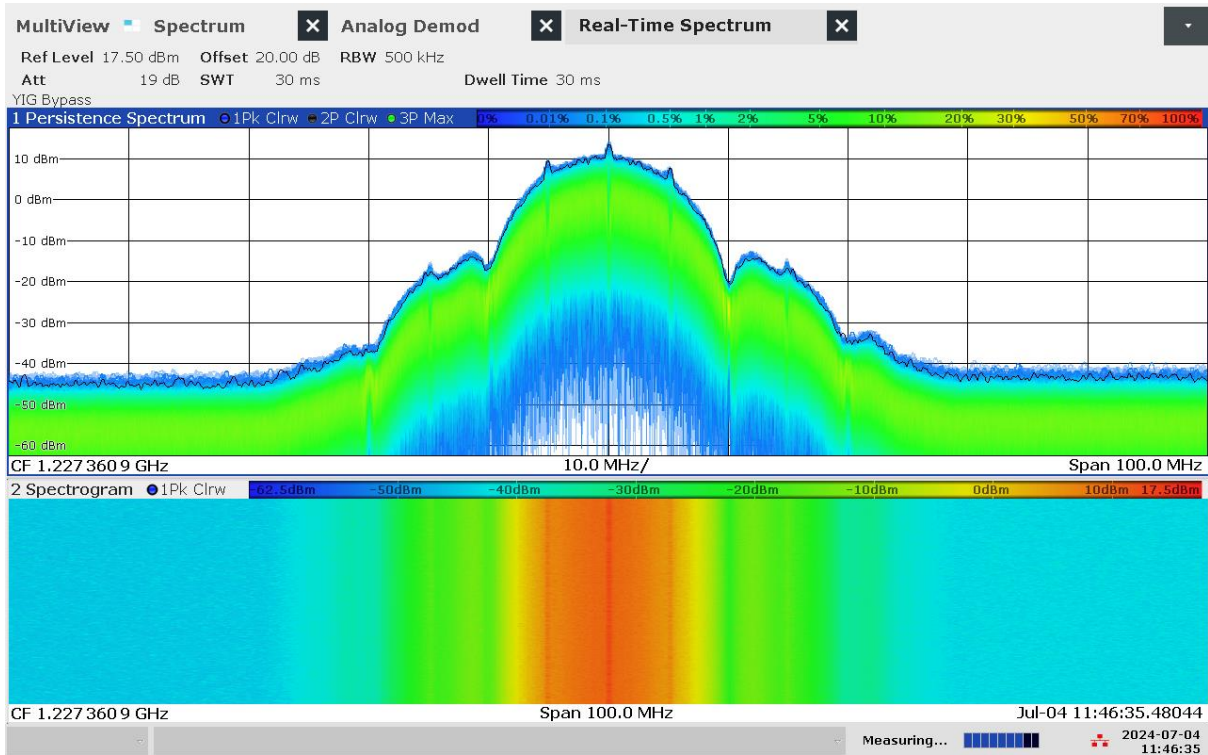 MultiView Spectrum X Analog Demod X Real-Time Spectrum X
Ref Level 17.50 dBm Offset 20.00 dB RBW 500 kHz
Att 19 dB SWT 30 ms Dwell Time 30 ms
YIG Bypass
1 Persistence Spectrum 1Pk Clrw 2P Clrw 3P Max 0% 0.01% 0.1% 0.5% 1% 2% 5% 10% 20% 30% 50% 70% 100%
10 dBm
0 dBm
-10 dBm
-20 dBm
-30 dBm
-40 dBm
-50 dBm
-60 dBm
CF 1.227 360 9 GHz 10.0 MHz/ Span 100.0 MHz
2 Spectrogram 1Pk Clrw -62.5dBm -50dBm -40dBm -30dBm -20dBm -10dBm 0dBm 10dBm 17.5dBm
CF 1.227 360 9 GHz Span 100.0 MHz Jul-04 11:46:35.48044
Measuring... 2024-07-04
11:46:35